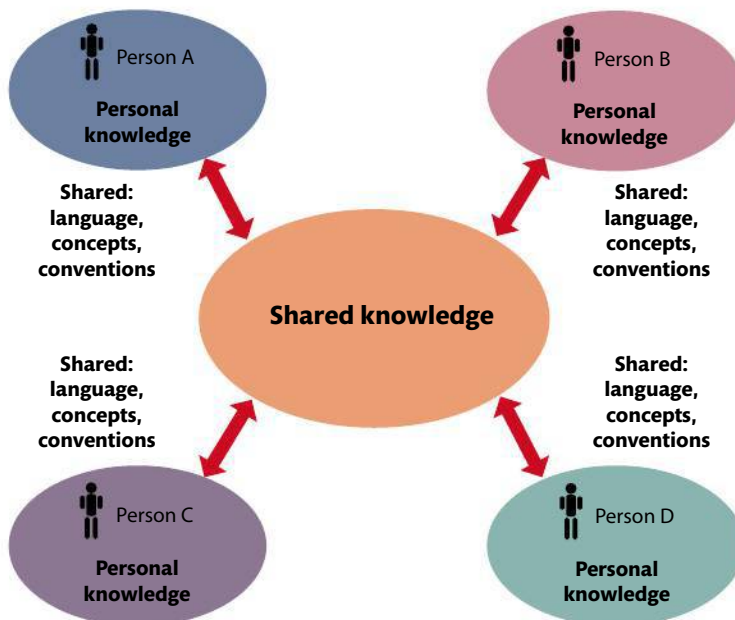 Person A
Personal
knowledge
Person B
Personal
knowledge
Shared:
language,
concepts,
conventions
Shared:
language,
concepts,
conventions
Shared knowledge
Shared:
language,
concepts,
conventions
Shared:
language,
concepts,
conventions
Person C
Personal
knowledge
Person D
Personal
knowledge